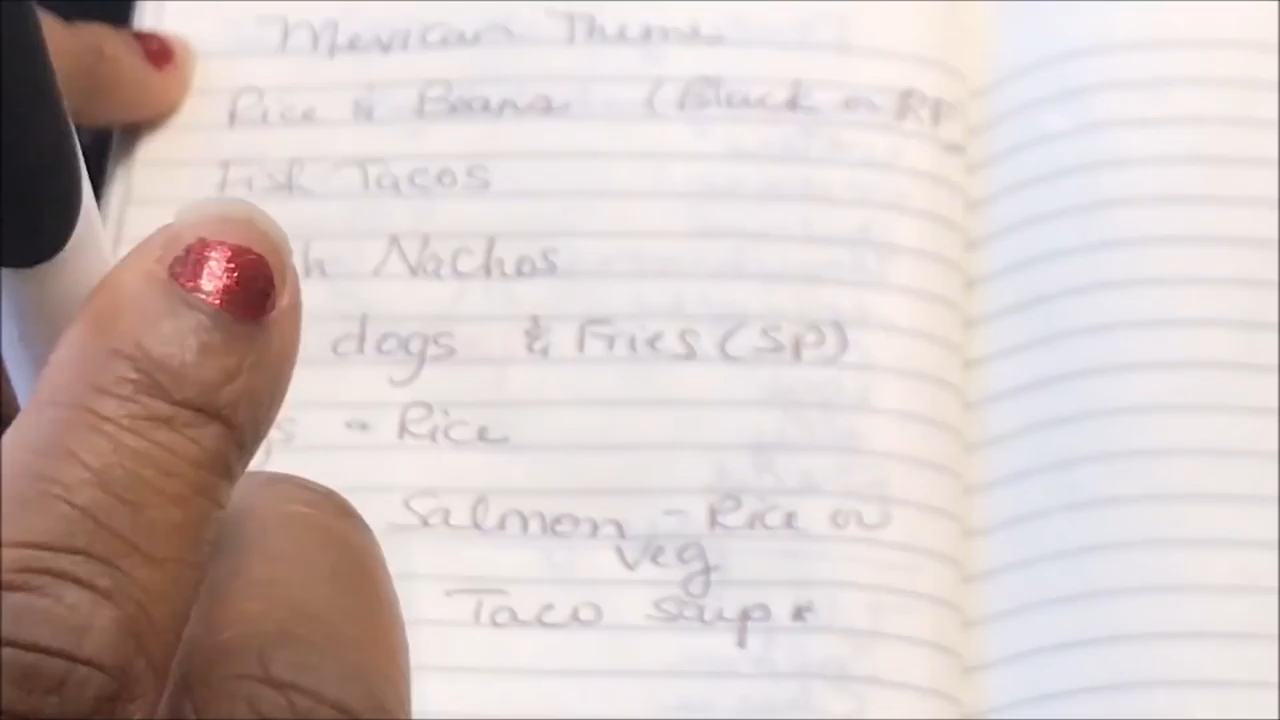 Mexican Theme
Rice & Beans (Black or RP
Fish Tacos
h Nachos
dogs & Fries (SP)
s - Rice
Salmon - Rice or
Veg
Taco Soup *